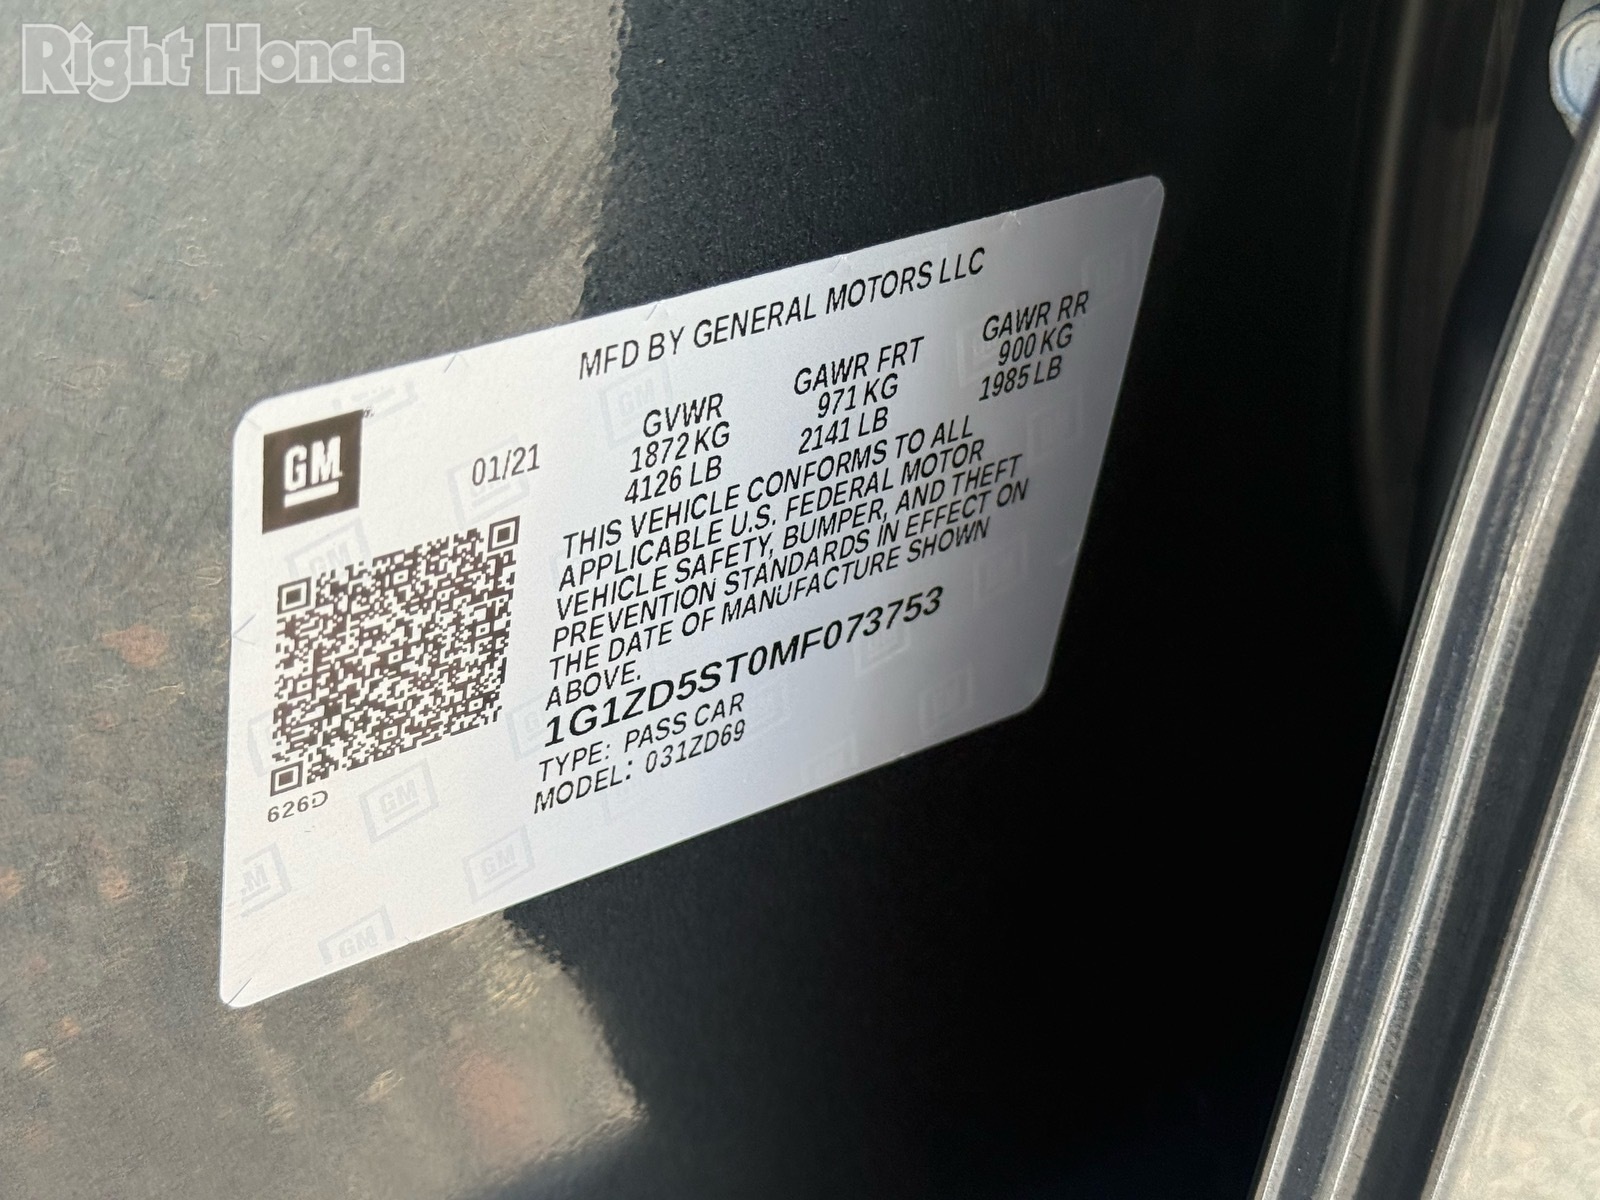 Right Honda
MFD BY GENERAL MOTORS LLC
GM
01/21
GVWR
1872 KG
4126 LB
GAWR FRT
971 KG
2141 LB
GAWR RR
900 KG
1985 LB
THIS VEHICLE CONFORMS TO ALL
APPLICABLE U.S. FEDERAL MOTOR
VEHICLE SAFETY, BUMPER, AND THEFT
PREVENTION STANDARDS IN EFFECT ON
THE DATE OF MANUFACTURE SHOWN
ABOVE.
1G1ZD5ST0MF073753
TYPE: PASS CAR
MODEL: 031ZD69
626D